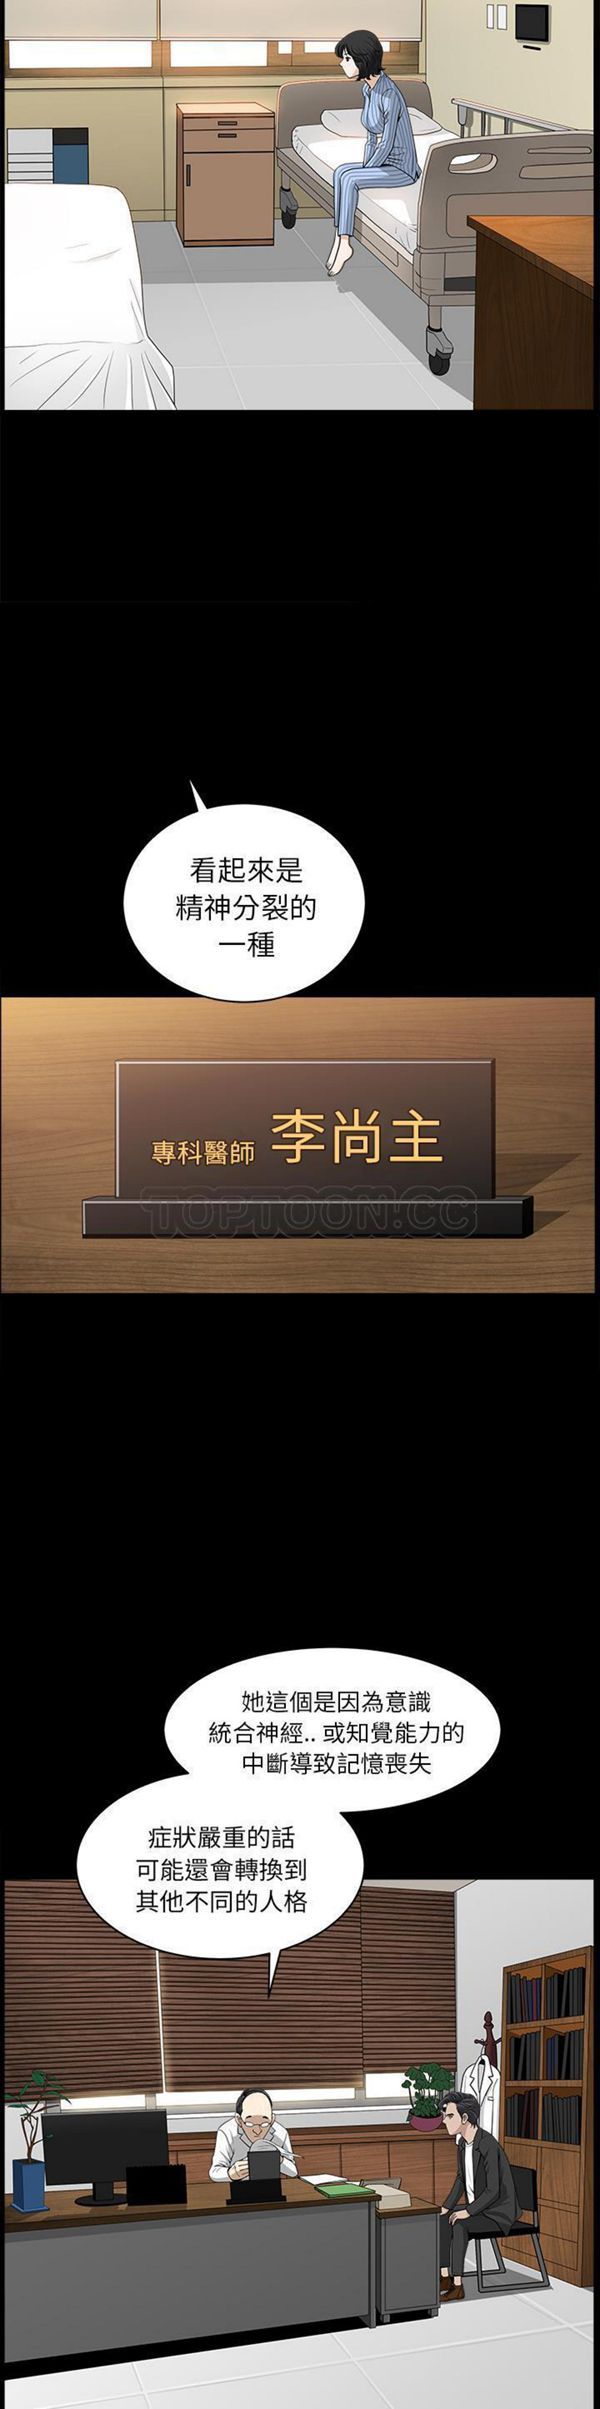 看起來是
精神分裂的
一種
專科醫師 李尚主
TOPTOON.CC
她這個是因為意識
統合神經.. 或知覺能力的
中斷導致記憶喪失
症狀嚴重的話
可能還會轉換到
其他不同的人格